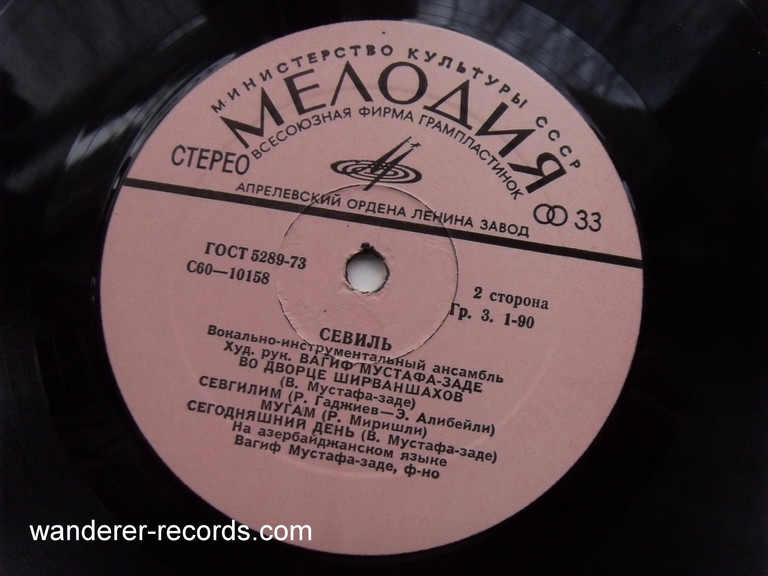 МИНИСТЕРСТВО КУЛЬТУРЫ СССР
МЕЛОДИЯ
ВСЕСОЮЗНАЯ ФИРМА ГРАМПЛАСТИНОК
СТЕРЕО
33
АПРЕЛЕВСКИЙ ОРДЕНА ЛЕНИНА ЗАВОД
ГОСТ 5289-73
С60—10158
2 сторона
Гр. 3. 1-90
СЕВИЛЬ
Вокально-инструментальный ансамбль
Худ. рук. ВАГИФ МУСТАФА-ЗАДЕ
ВО ДВОРЦЕ ШИРВАНШАХОВ
(В. Мустафа-заде)
СЕВГИЛИМ (Р. Гаджиев—Э. Алибейли)
МУГАМ (Р. Миришли)
СЕГОДНЯШНИЙ ДЕНЬ (В. Мустафа-заде)
На азербайджанском языке
Вагиф Мустафа-заде, ф-но
wanderer-records.com